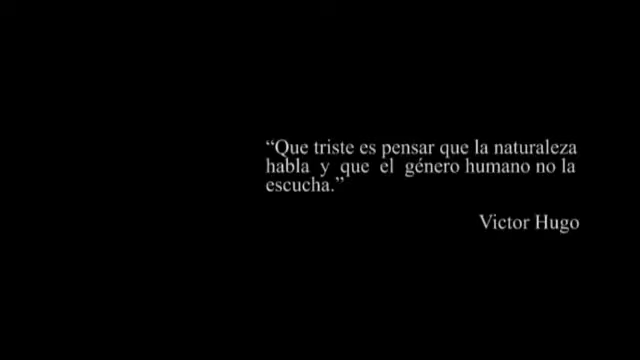 “Que triste es pensar que la naturaleza
habla y que el género humano no la
escucha.”
Victor Hugo